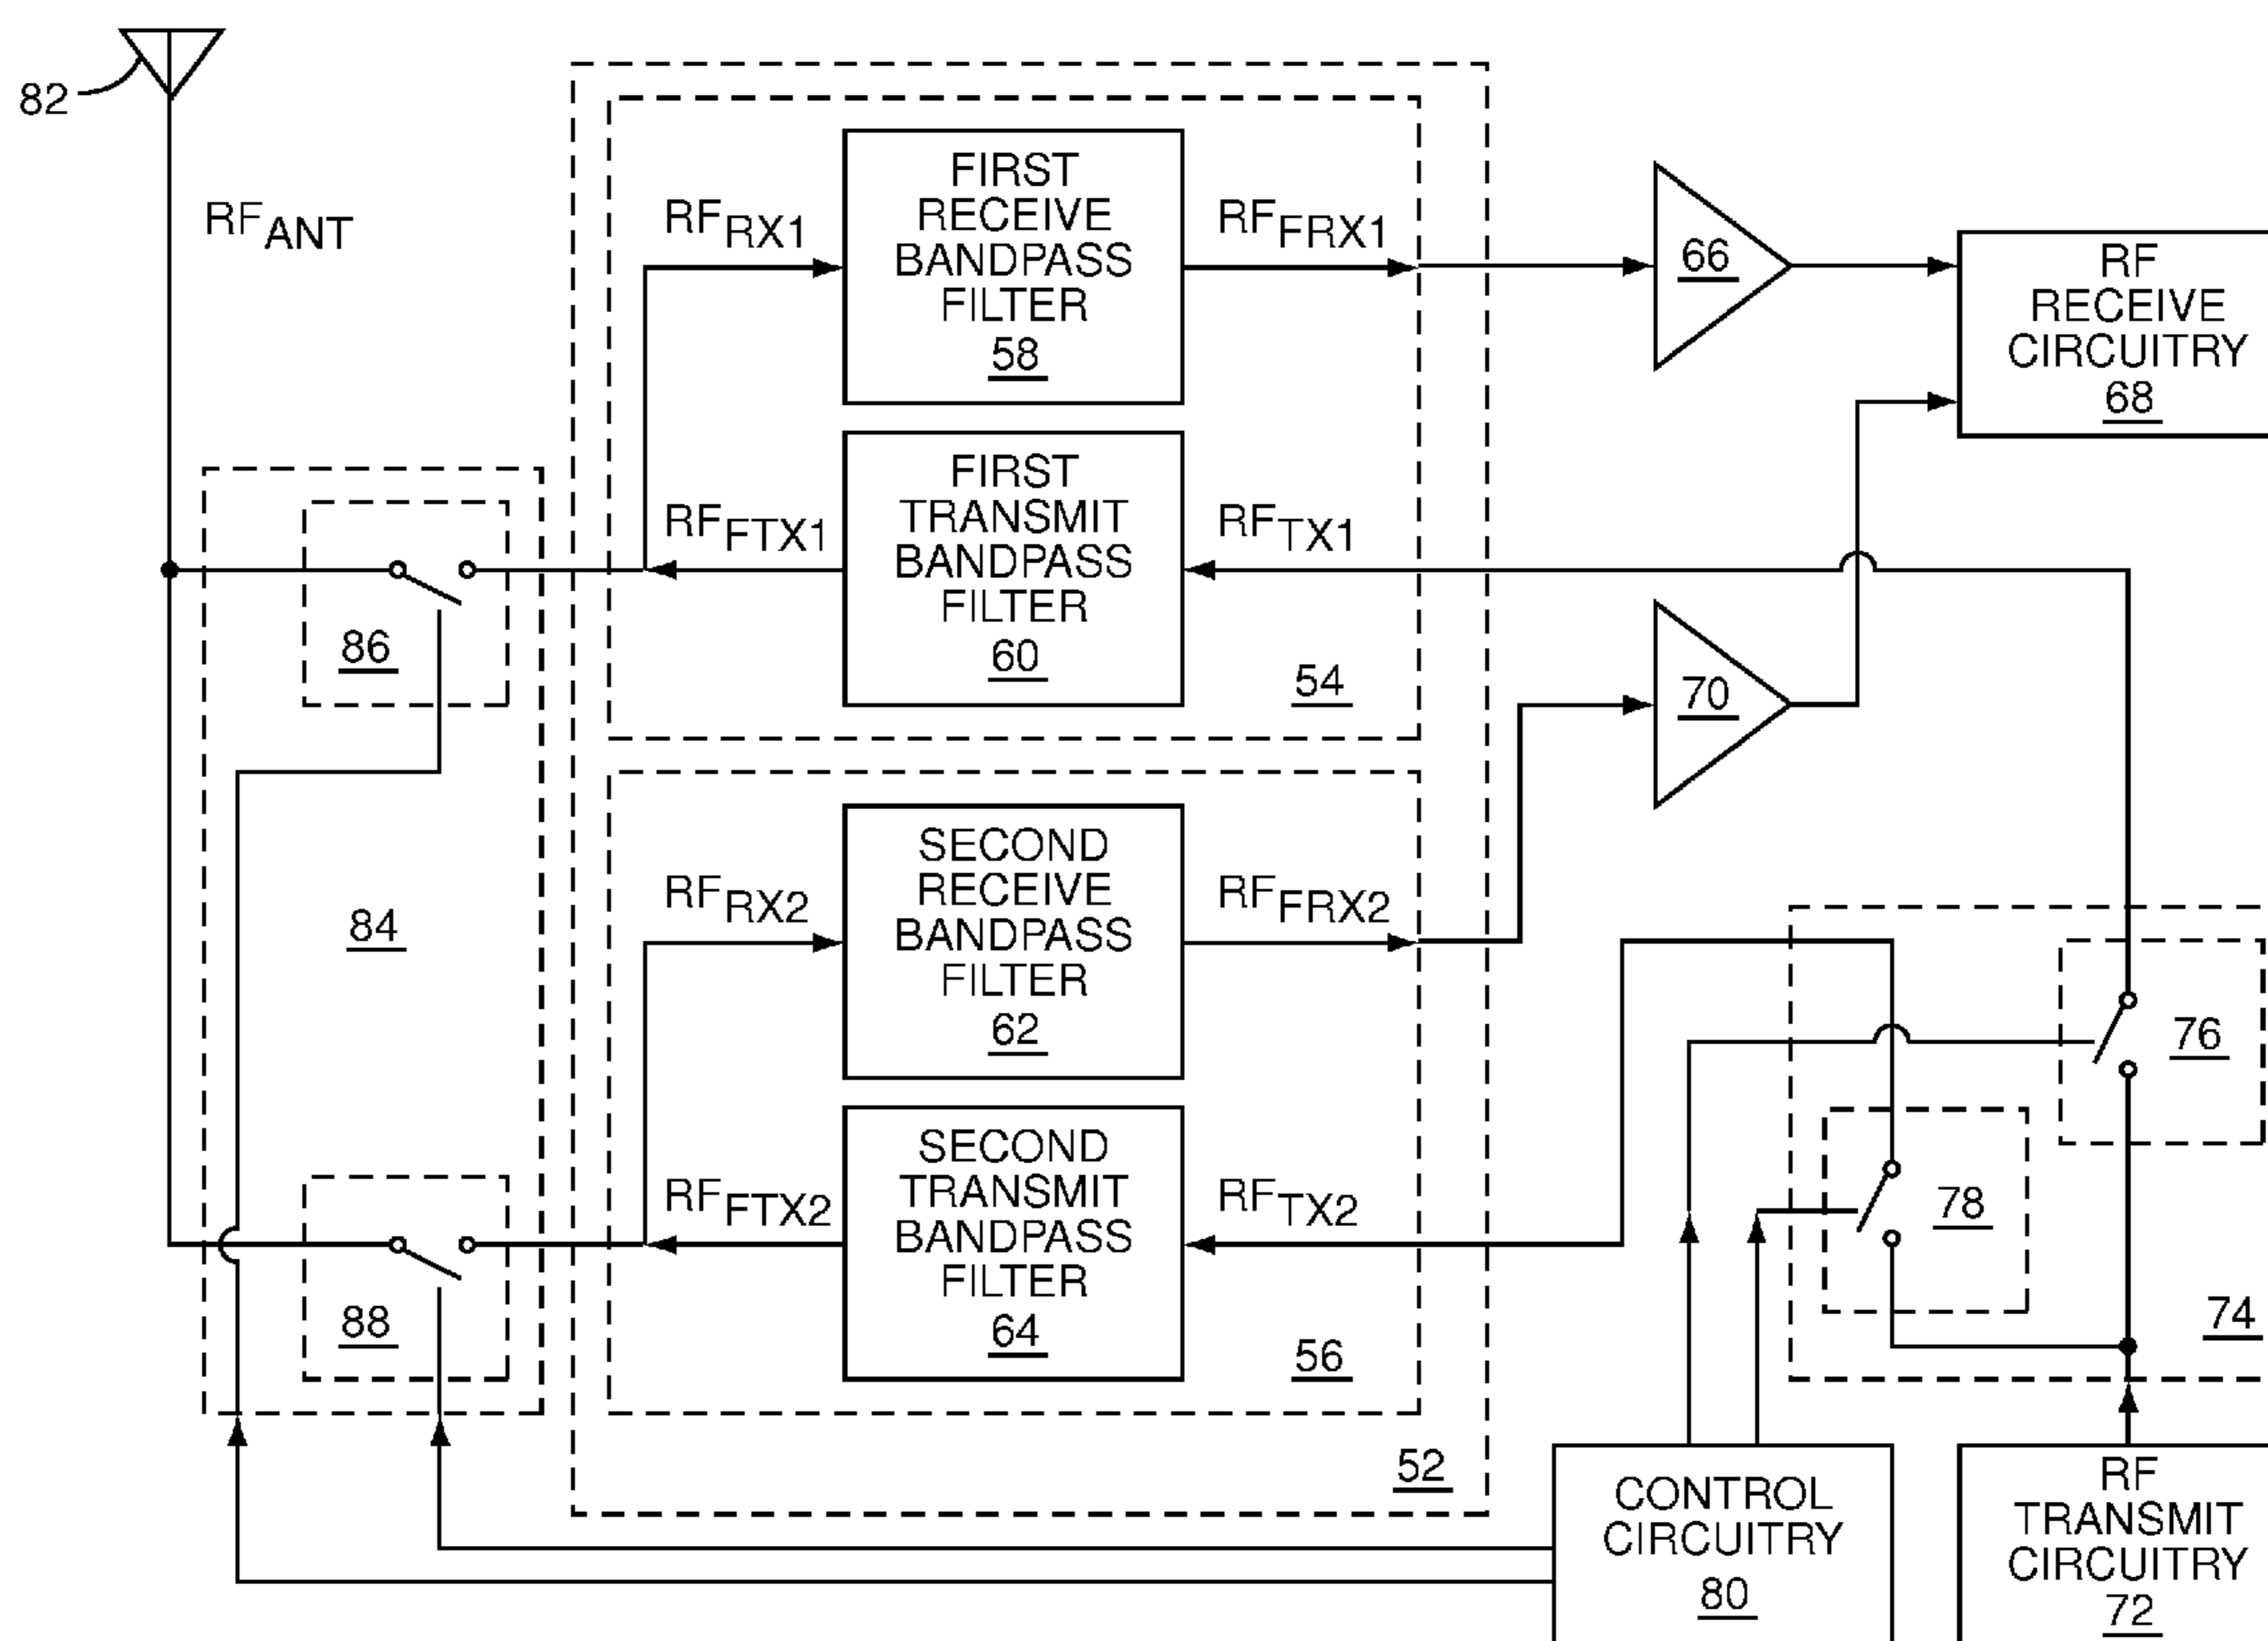 82
RFANT
RFRX1
FIRST
RECEIVE
BANDPASS
FILTER
58
RFFRX1
66
RF
RECEIVE
CIRCUITRY
68
RFFTX1
FIRST
TRANSMIT
BANDPASS
FILTER
60
RFTX1
54
86
70
84
RFRX2
SECOND
RECEIVE
BANDPASS
FILTER
62
RFFRX2
76
78
74
88
RFFTX2
SECOND
TRANSMIT
BANDPASS
FILTER
64
RFTX2
56
52
CONTROL
CIRCUITRY
80
RF
TRANSMIT
CIRCUITRY
72